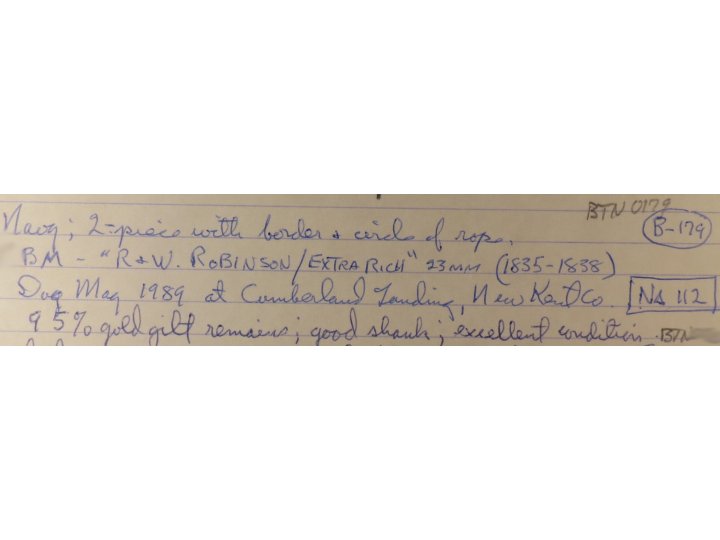 BTN 0179
Navy; 2-piece with border & circle of rope. B-179
BM - "R & W. ROBINSON/EXTRA RICH" 23MM (1835-1838)
Dug May 1989 at Cumberland Landing, New Kent Co. NA 112
95% gold gilt remains; good shank; excellent condition. BTN